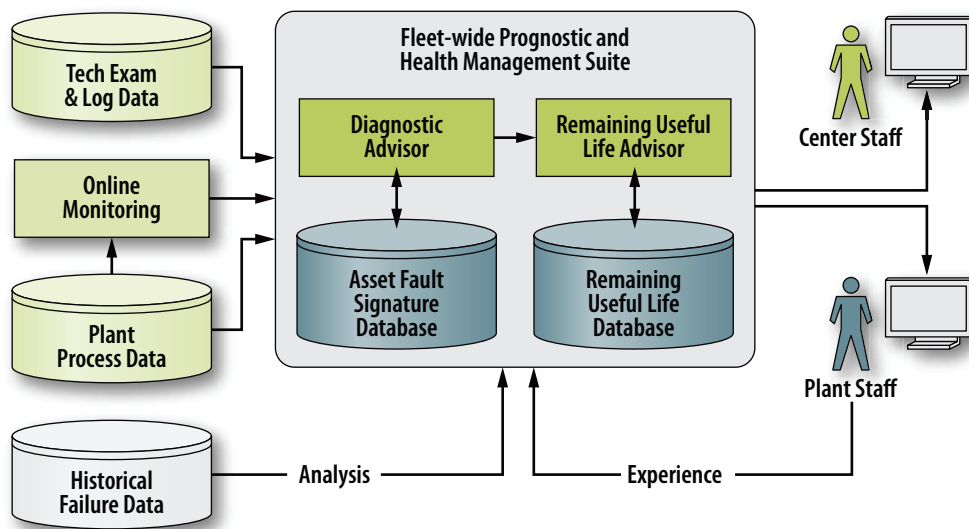 Tech Exam
& Log Data
Online
Monitoring
Plant
Process Data
Historical
Failure Data
Fleet-wide Prognostic and
Health Management Suite
Diagnostic
Advisor
Remaining Useful
Life Advisor
Asset Fault
Signature
Database
Remaining
Useful Life
Database
Center Staff
Plant Staff
Analysis
Experience